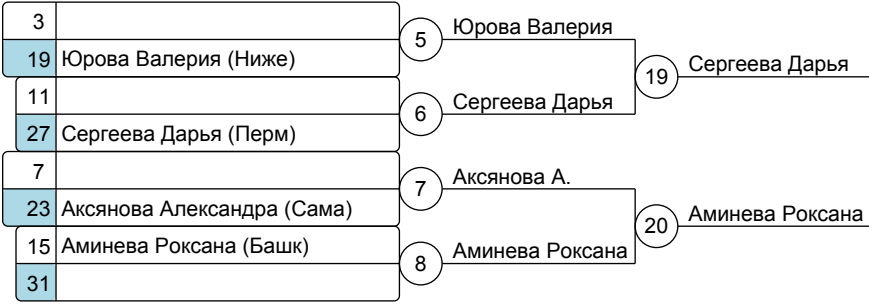 3
5 Юрова Валерия
19 Юрова Валерия (Ниже)
19 Сергеева Дарья
11
6 Сергеева Дарья
27 Сергеева Дарья (Перм)
7
7 Аксянова А.
23 Аксянова Александра (Сама)
20 Аминева Роксана
15 Аминева Роксана (Башк)
8 Аминева Роксана
31